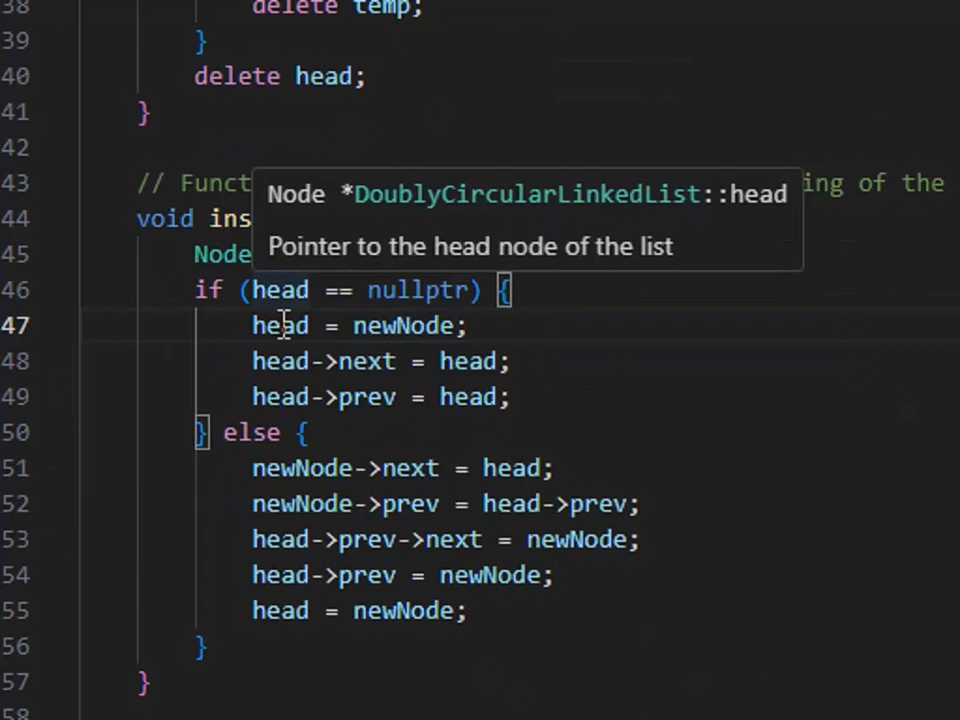 38 delete temp;
39 }
40 delete head;
41 }
42
43 // Funct ing of the
44 void ins
Node *DoublyCircularLinkedList::head
Pointer to the head node of the list
45 Node
46 if (head == nullptr) {
47 head = newNode;
48 head->next = head;
49 head->prev = head;
50 } else {
51 newNode->next = head;
52 newNode->prev = head->prev;
53 head->prev->next = newNode;
54 head->prev = newNode;
55 head = newNode;
56 }
57 }
58